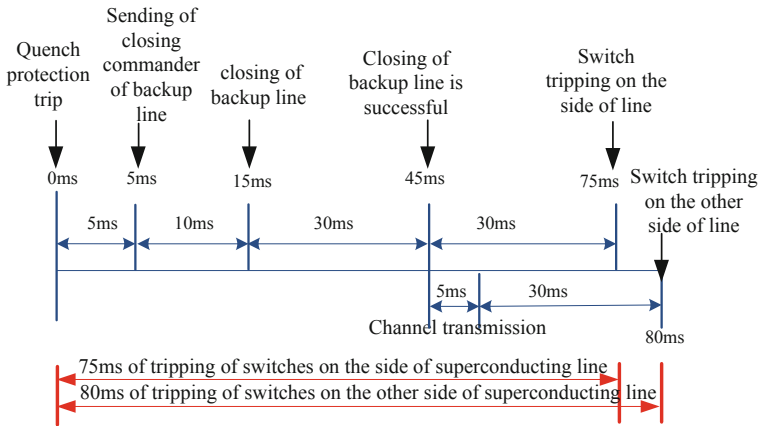 Quench
protection
trip
Sending of
closing
commander
of backup
line
closing of
backup line
Closing of
backup line is
successful
Switch
tripping on the
side of line
Switch tripping
on the other
side of line
0ms
5ms
15ms
45ms
75ms
5ms
10ms
30ms
30ms
5ms
30ms
Channel transmission
80ms
75ms of tripping of switches on the side of superconducting line
80ms of tripping of switches on the other side of superconducting line